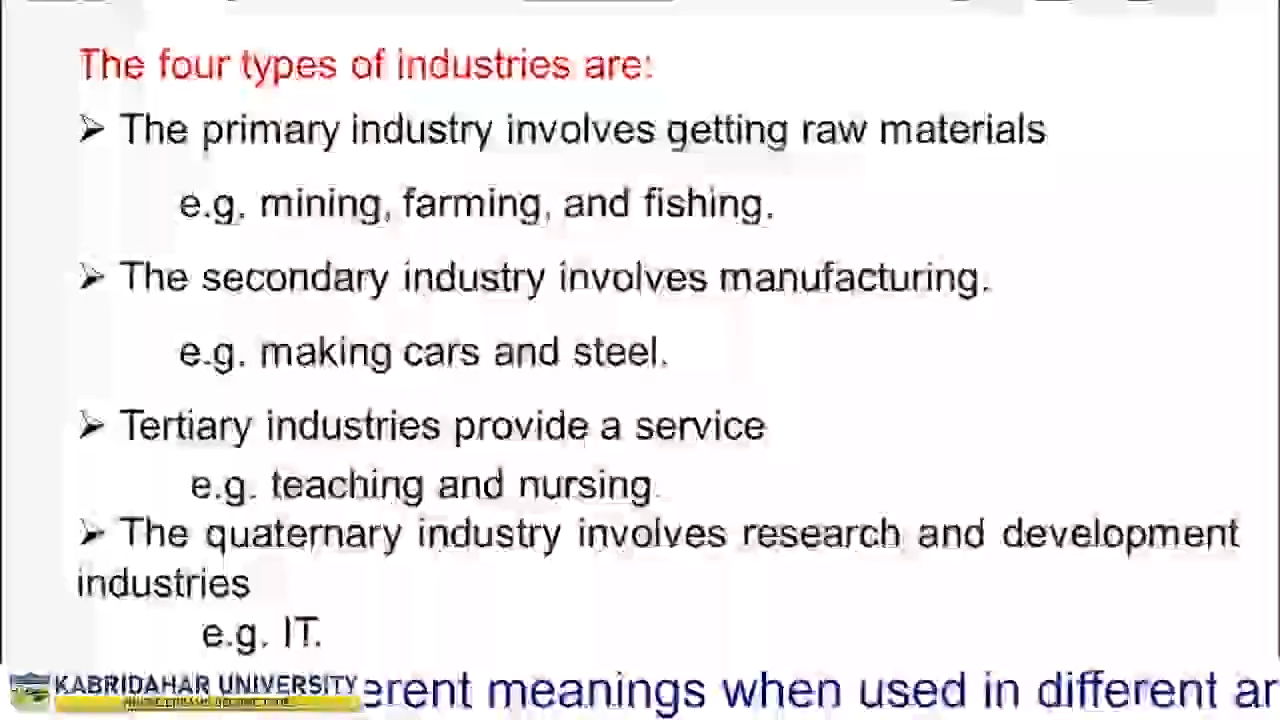 The four types of industries are:
➢ The primary industry involves getting raw materials
e.g. mining, farming, and fishing.
➢ The secondary industry involves manufacturing.
e.g. making cars and steel.
➢ Tertiary industries provide a service
e.g. teaching and nursing.
➢ The quaternary industry involves research and development
industries
e.g. IT.
KABRIDAHAR UNIVERSITY
erent meanings when used in different ar